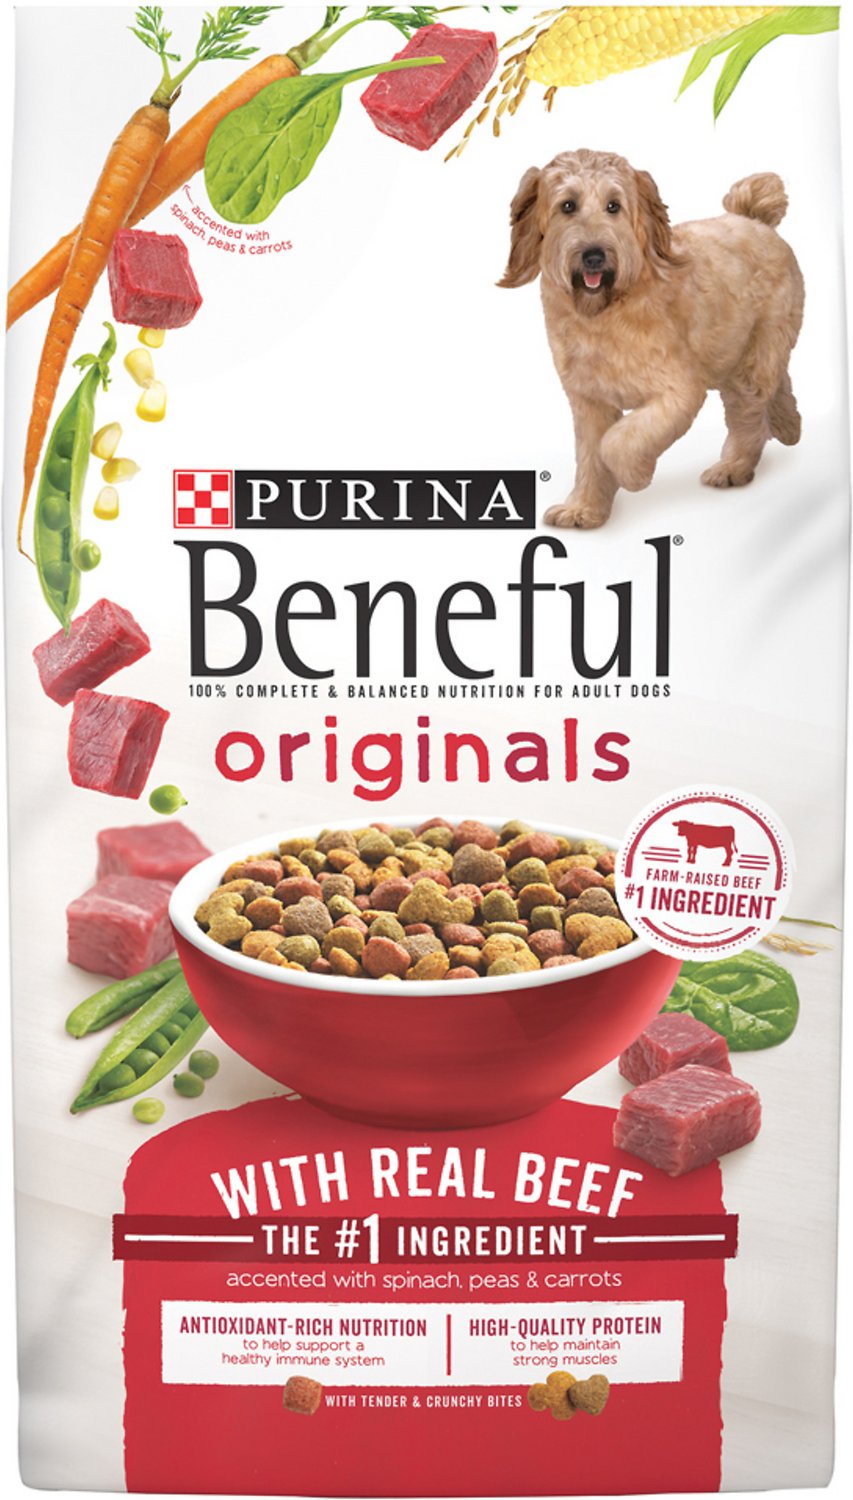 accented with
spinach, peas & carrots
PURINA®
Beneful®
100% COMPLETE & BALANCED NUTRITION FOR ADULT DOGS
originals
FARM-RAISED BEEF
#1 INGREDIENT
WITH REAL BEEF
THE #1 INGREDIENT
accented with spinach, peas & carrots
ANTIOXIDANT-RICH NUTRITION
to help support a
healthy immune system
HIGH-QUALITY PROTEIN
to help maintain
strong muscles
WITH TENDER & CRUNCHY BITES